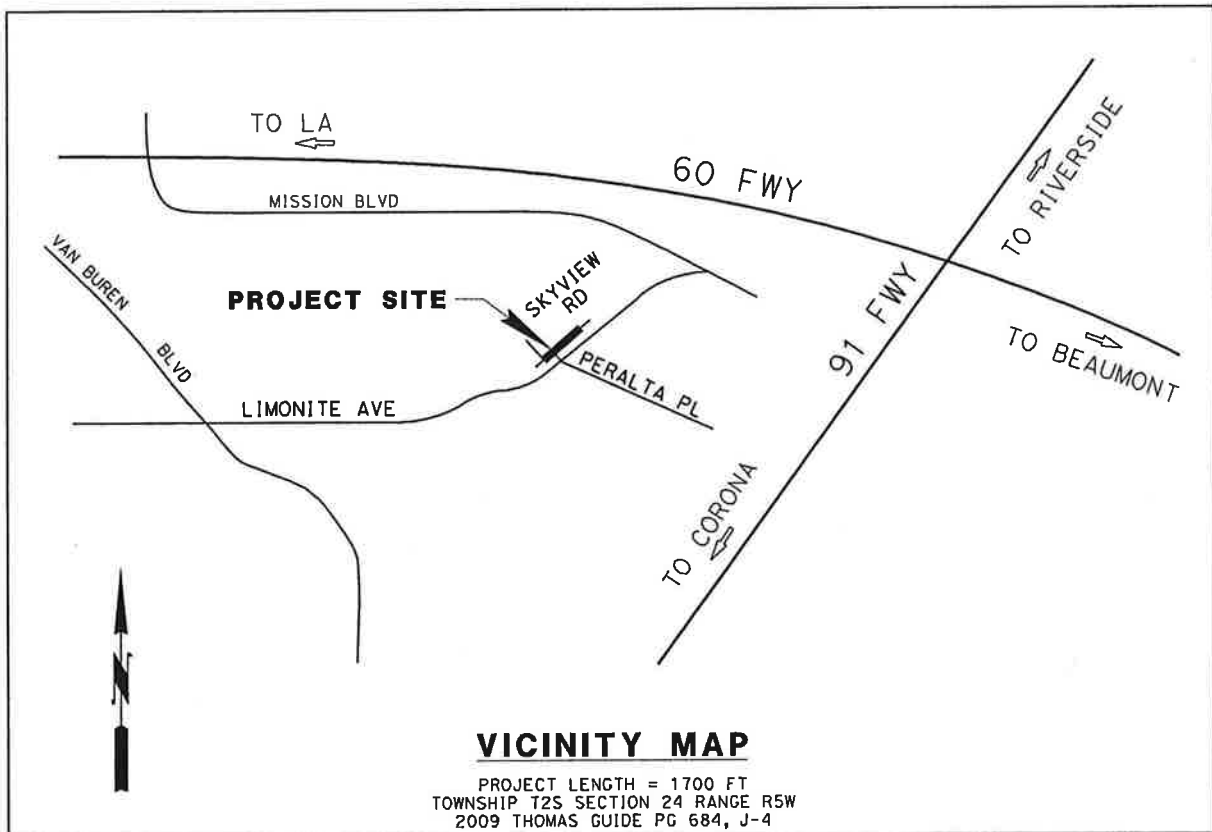 TO LA
60 FWY
MISSION BLVD
TO RIVERSIDE
VAN BUREN
BLVD
PROJECT SITE
SKYVIEW
RD
91 FWY
TO BEAUMONT
PERALTA PL
LIMONITE AVE
TO CORONA
N
VICINITY MAP
PROJECT LENGTH = 1700 FT
TOWNSHIP T2S SECTION 24 RANGE R5W
2009 THOMAS GUIDE PG 684, J-4